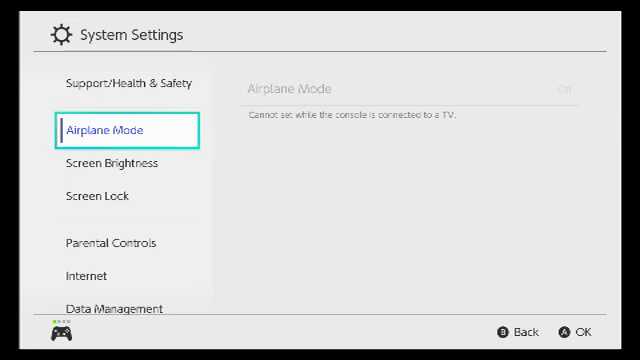 System Settings
Support/Health & Safety
Airplane Mode
Screen Brightness
Screen Lock
Parental Controls
Internet
Data Management
Airplane Mode Off
Cannot set while the console is connected to a TV.
B Back A OK